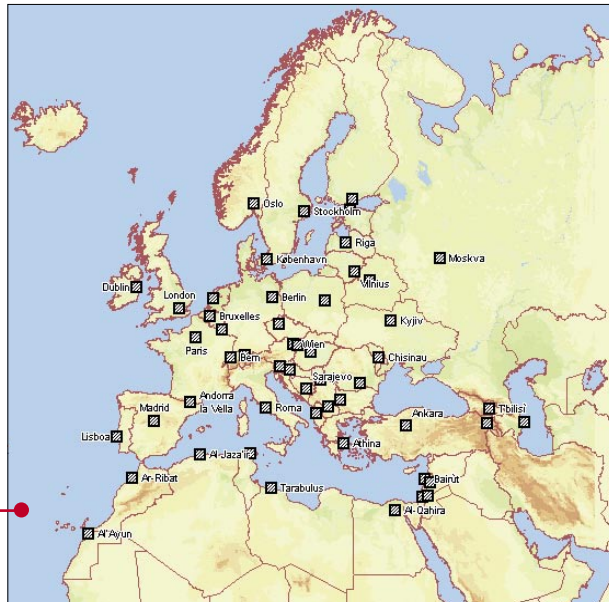 Oslo
Stockholm
Riga
København
Moskva
Dublin
London
Berlin
Vilnius
Bruxelles
Kyjiv
Paris
Wien
Bern
Chisinau
Sarajevo
Andorra
la Vella
Madrid
Roma
Ankara
Tbilisi
Lisboa
Al-Jaza'ir
Athina
Ar-Ribat
Tarabulus
Bairùt
Al-Qahira
Al'Ayun